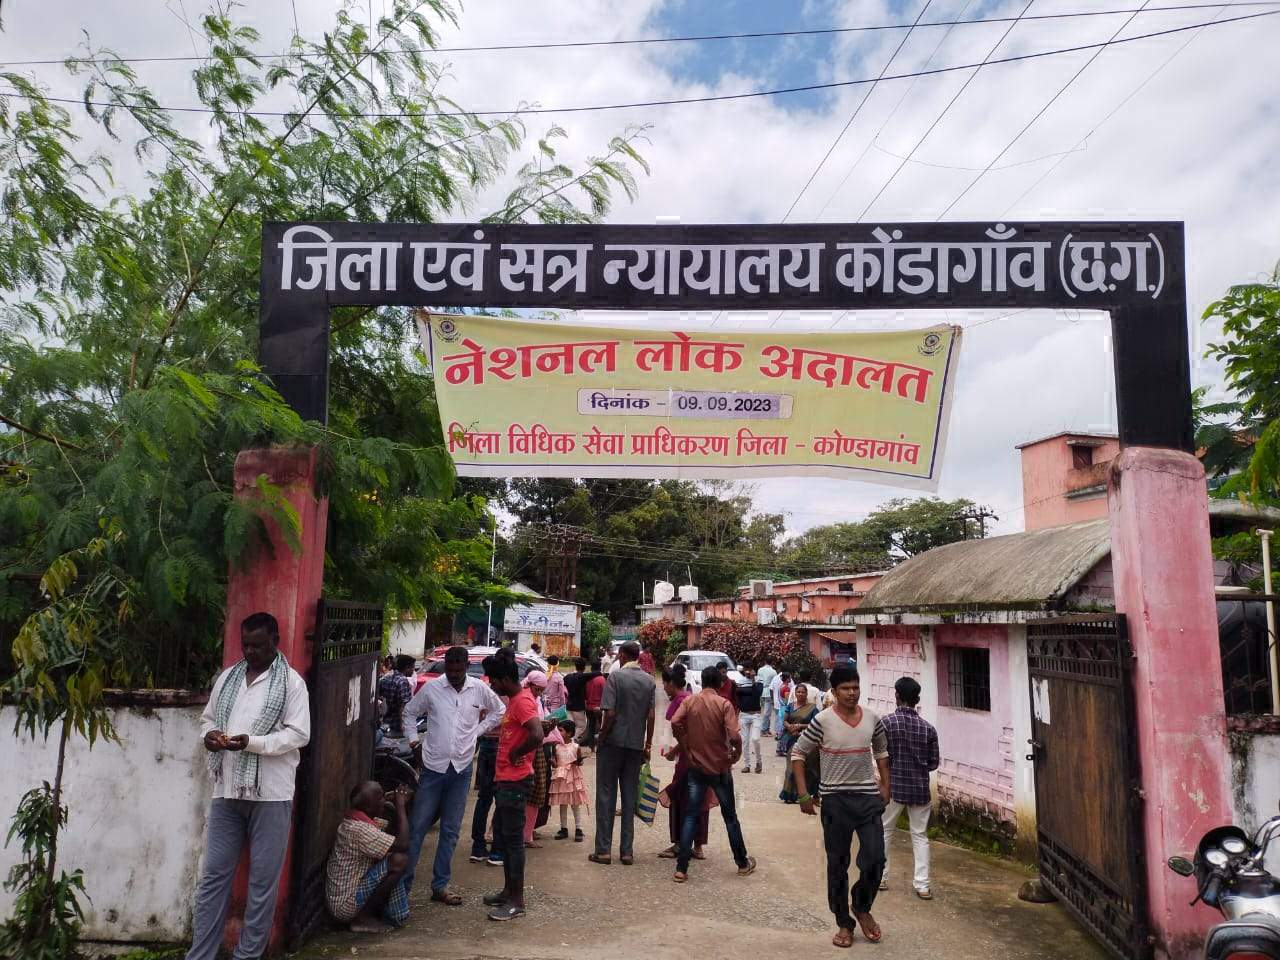 जिला एवं सत्र न्यायालय कोंडागाँव (छ.ग.)
नेशनल लोक अदालत
दिनांक - 09.09.2023
जिला विधिक सेवा प्राधिकरण जिला - कोण्डागांव
कैंटीन